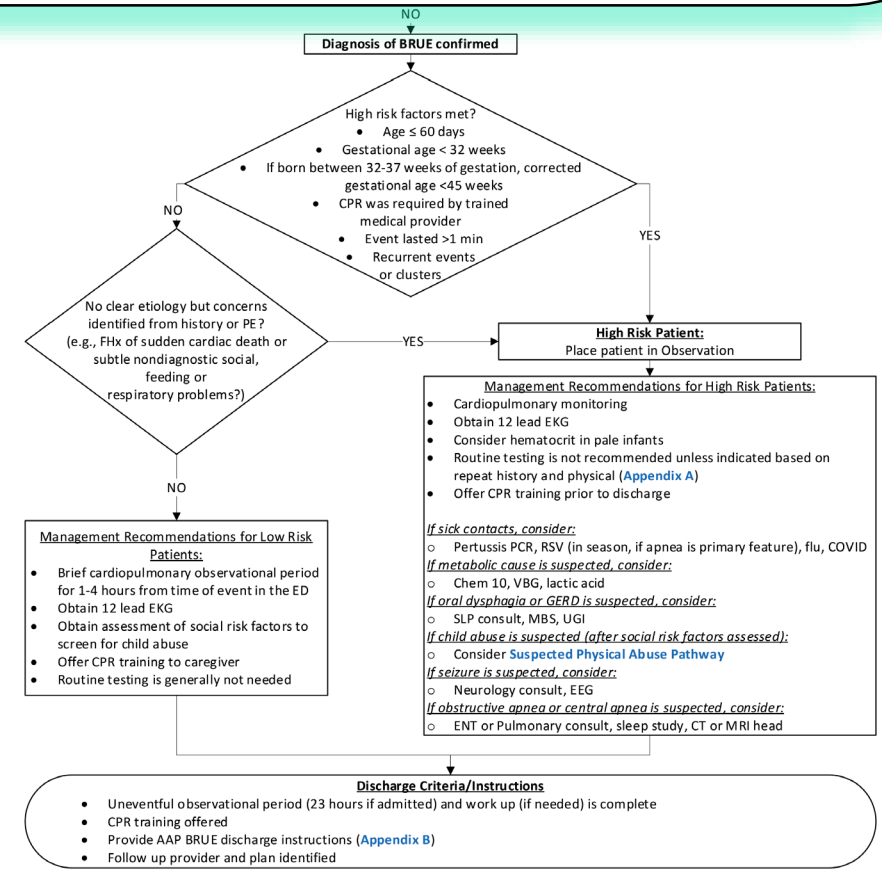 NO
Diagnosis of BRUE confirmed
High risk factors met?
• Age ≤ 60 days
• Gestational age < 32 weeks
• If born between 32-37 weeks of gestation, corrected
gestational age <45 weeks
• CPR was required by trained
medical provider
• Event lasted >1 min
• Recurrent events
or clusters
NO
YES
No clear etiology but concerns
identified from history or PE?
(e.g., FHx of sudden cardiac death or
subtle nondiagnostic social,
feeding or
respiratory problems?)
YES
High Risk Patient:
Place patient in Observation
Management Recommendations for High Risk Patients:
• Cardiopulmonary monitoring
• Obtain 12 lead EKG
• Consider hematocrit in pale infants
• Routine testing is not recommended unless indicated based on
repeat history and physical (Appendix A)
• Offer CPR training prior to discharge
If sick contacts, consider:
o Pertussis PCR, RSV (in season, if apnea is primary feature), flu, COVID
If metabolic cause is suspected, consider:
o Chem 10, VBG, lactic acid
If oral dysphagia or GERD is suspected, consider:
o SLP consult, MBS, UGI
If child abuse is suspected (after social risk factors assessed):
o Consider Suspected Physical Abuse Pathway
If seizure is suspected, consider:
o Neurology consult, EEG
If obstructive apnea or central apnea is suspected, consider:
o ENT or Pulmonary consult, sleep study, CT or MRI head
NO
Management Recommendations for Low Risk
Patients:
• Brief cardiopulmonary observational period
for 1-4 hours from time of event in the ED
• Obtain 12 lead EKG
• Obtain assessment of social risk factors to
screen for child abuse
• Offer CPR training to caregiver
• Routine testing is generally not needed
Discharge Criteria/Instructions
• Uneventful observational period (23 hours if admitted) and work up (if needed) is complete
• CPR training offered
• Provide AAP BRUE discharge instructions (Appendix B)
• Follow up provider and plan identified